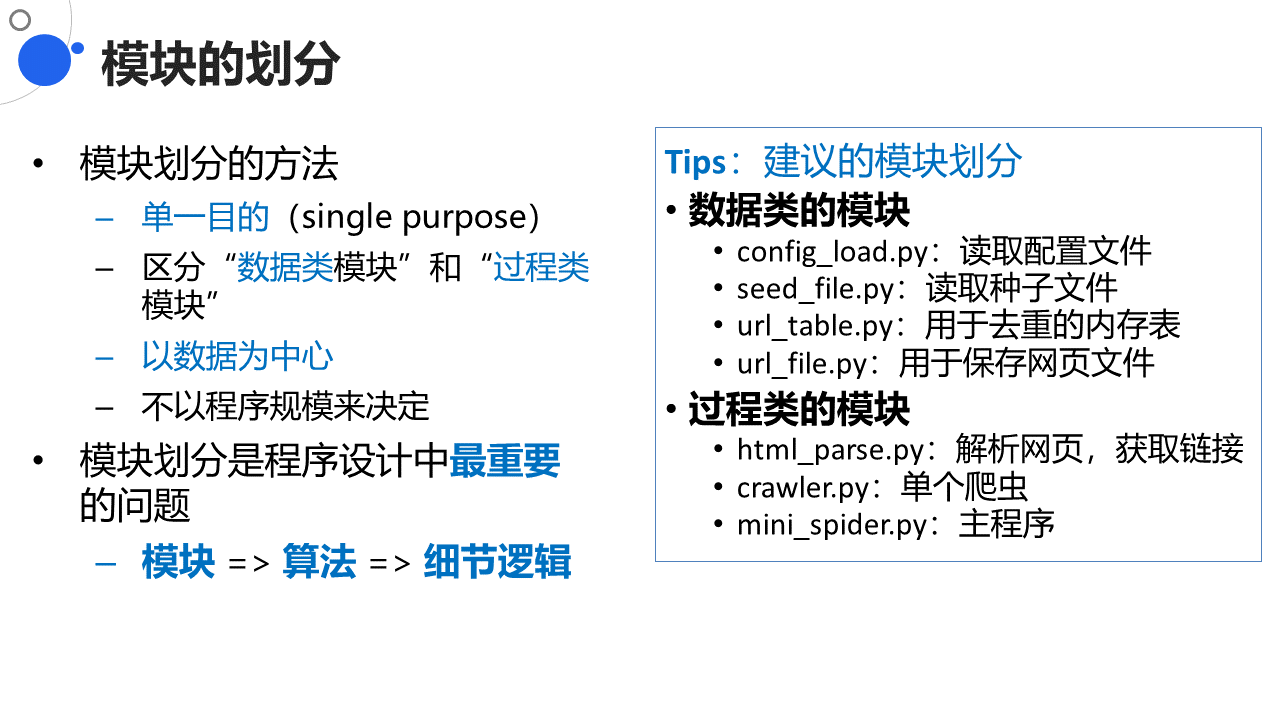 模块的划分
• 模块划分的方法
– 单一目的（single purpose）
– 区分“数据类模块”和“过程类
模块”
– 以数据为中心
– 不以程序规模来决定
• 模块划分是程序设计中最重要
的问题
– 模块 => 算法 => 细节逻辑
Tips：建议的模块划分
• 数据类的模块
• config_load.py：读取配置文件
• seed_file.py：读取种子文件
• url_table.py：用于去重的内存表
• url_file.py：用于保存网页文件
• 过程类的模块
• html_parse.py：解析网页，获取链接
• crawler.py：单个爬虫
• mini_spider.py：主程序